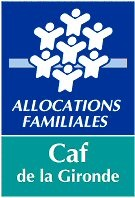 ALLOCATIONS
FAMILIALES
Caf
de la Gironde